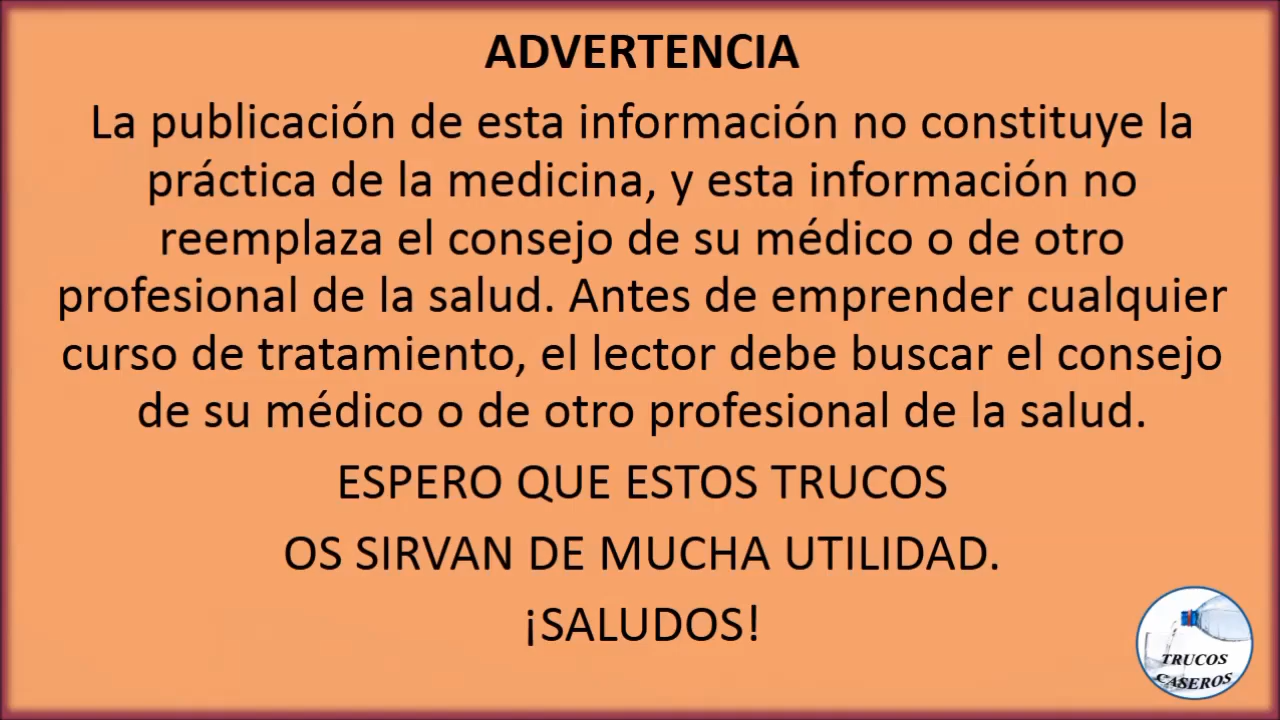 ADVERTENCIA
La publicación de esta información no constituye la
práctica de la medicina, y esta información no
reemplaza el consejo de su médico o de otro
profesional de la salud. Antes de emprender cualquier
curso de tratamiento, el lector debe buscar el consejo
de su médico o de otro profesional de la salud.
ESPERO QUE ESTOS TRUCOS
OS SIRVAN DE MUCHA UTILIDAD.
¡SALUDOS!
TRUCOS
CASEROS